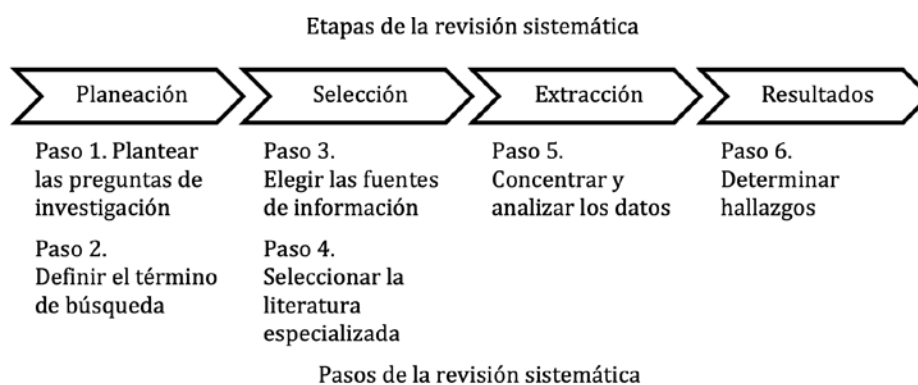 Etapas de la revisión sistemática
Planeación
Selección
Extracción
Resultados
Paso 1. Plantear
las preguntas de
investigación
Paso 2.
Definir el término
de búsqueda
Paso 3.
Elegir las fuentes
de información
Paso 4.
Seleccionar la
literatura
especializada
Paso 5.
Concentrar y
analizar los datos
Paso 6.
Determinar
hallazgos
Pasos de la revisión sistemática